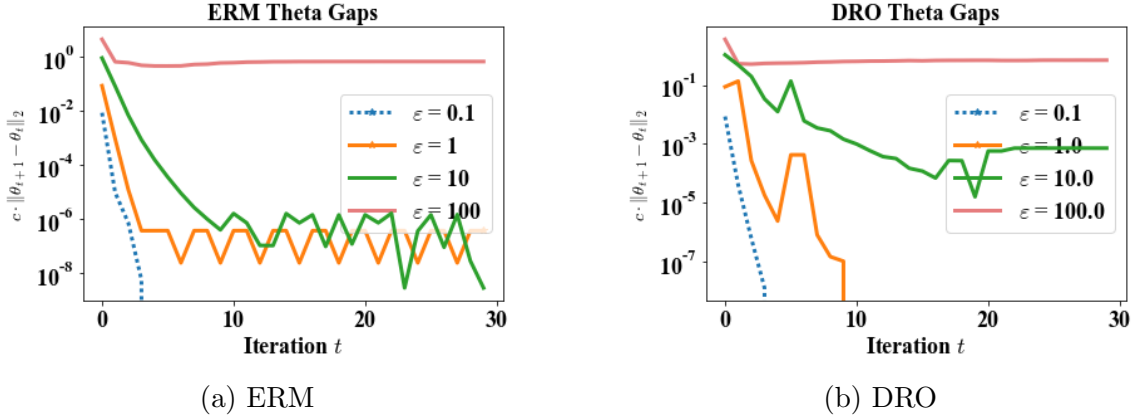 ERM Theta Gaps
c · ‖θ_{t+1} − θ_t‖_2
10^0
10^{-2}
10^{-4}
10^{-6}
10^{-8}
ε = 0.1
ε = 1
ε = 10
ε = 100
0 10 20 30
Iteration t
(a) ERM
DRO Theta Gaps
c · ‖θ_{t+1} − θ_t‖_2
10^{-1}
10^{-3}
10^{-5}
10^{-7}
ε = 0.1
ε = 1.0
ε = 10.0
ε = 100.0
0 10 20 30
Iteration t
(b) DRO